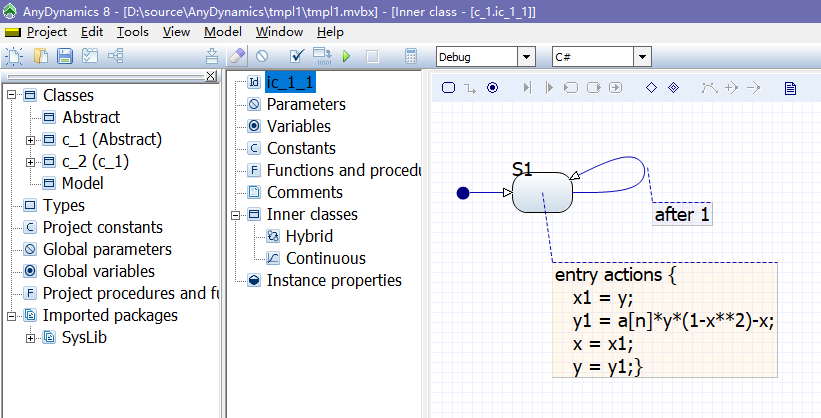 AnyDynamics 8 - [D:\source\AnyDynamics\tmpl1\tmpl1.mvbx] - [Inner class - [c_1.ic_1_1]]
Project Edit Tools View Model Window Help
Debug C#
Classes
Abstract
c_1 (Abstract)
c_2 (c_1)
Model
Types
Project constants
Global parameters
Global variables
Project procedures and fu
Imported packages
SysLib
Id ic_1_1
Parameters
Variables
C Constants
F Functions and procedu
Comments
Inner classes
Hybrid
Continuous
Instance properties
S1
after 1
entry actions {
x1 = y;
y1 = a[n]*y*(1-x**2)-x;
x = x1;
y = y1;}